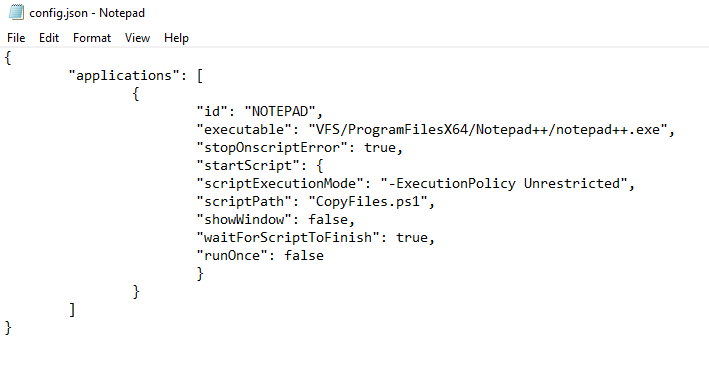 config.json - Notepad
File Edit Format View Help
{
"applications": [
{
"id": "NOTEPAD",
"executable": "VFS/ProgramFilesX64/Notepad++/notepad++.exe",
"stopOnscriptError": true,
"startScript": {
"scriptExecutionMode": "-ExecutionPolicy Unrestricted",
"scriptPath": "CopyFiles.ps1",
"showWindow": false,
"waitForScriptToFinish": true,
"runOnce": false
}
}
]
}